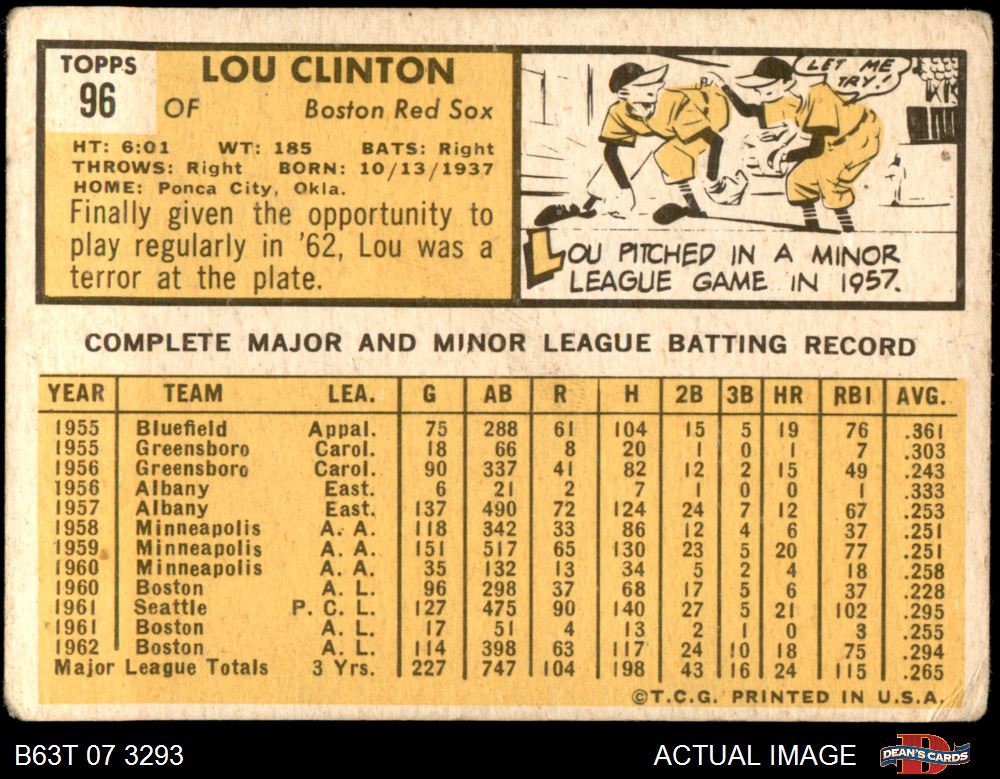 TOPPS
96
LOU CLINTON
OF Boston Red Sox
HT: 6:01 WT: 185 BATS: Right
THROWS: Right BORN: 10/13/1937
HOME: Ponca City, Okla.
Finally given the opportunity to
play regularly in '62, Lou was a
terror at the plate.
LET ME
TRY!
LOU PITCHED IN A MINOR
LEAGUE GAME IN 1957.
COMPLETE MAJOR AND MINOR LEAGUE BATTING RECORD
YEAR TEAM LEA. G AB R H 2B 3B HR RBI AVG.
1955 Bluefield Appal. 75 288 61 104 15 5 19 76 .361
1955 Greensboro Carol. 18 66 8 20 1 0 1 7 .303
1956 Greensboro Carol. 90 337 41 82 12 2 15 49 .243
1956 Albany East. 6 21 2 7 1 0 0 1 .333
1957 Albany East. 137 490 72 124 24 7 12 67 .253
1958 Minneapolis A. A. 118 342 33 86 12 4 6 37 .251
1959 Minneapolis A. A. 151 517 65 130 23 5 20 77 .251
1960 Minneapolis A. A. 35 132 13 34 5 2 4 18 .258
1960 Boston A. L. 96 298 37 68 17 5 6 37 .228
1961 Seattle P. C. L. 127 475 90 140 27 5 21 102 .295
1961 Boston A. L. 17 51 4 13 2 1 0 3 .255
1962 Boston A. L. 114 398 63 117 24 10 18 75 .294
Major League Totals 3 Yrs. 227 747 104 198 43 16 24 115 .265
©T.C.G. PRINTED IN U.S.A.
B63T 07 3293 ACTUAL IMAGE D DEAN'S CARDS